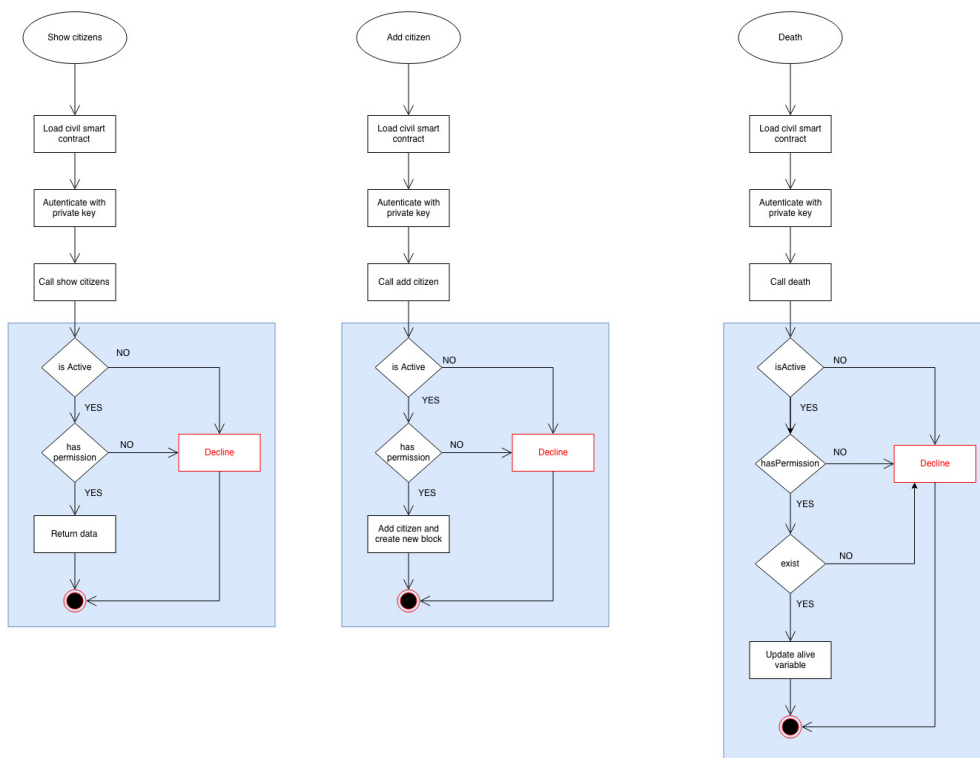 Show citizens
Load civil smart
contract
Autenticate with
private key
Call show citizens
is Active
NO
YES
has
permission
NO
Decline
YES
Return data
Add citizen
Load civil smart
contract
Autenticate with
private key
Call add citizen
is Active
NO
YES
has
permission
NO
Decline
YES
Add citizen and
create new block
Death
Load civil smart
contract
Autenticate with
private key
Call death
isActive
NO
YES
hasPermission
NO
Decline
YES
exist
NO
YES
Update alive
variable